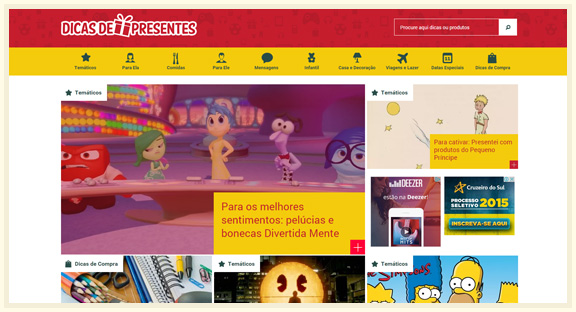 DICAS DE PRESENTES
Procure aqui dicas ou produtos
Temáticos
Para Ela
Comidas
Para Ele
Mensagens
Infantil
Casa e Decoração
Viagens e Lazer
Datas Especiais
Dicas de Compra
Temáticos
Para os melhores
sentimentos: pelúcias e
bonecas Divertida Mente
Temáticos
Para cativar: Presentei com
produtos do Pequeno
Príncipe
DEEZER
estão na Deezer!
HITS
Cruzeiro do Sul
PROCESSO
SELETIVO 2015
INSCREVA-SE AQUI
Dicas de Compra
Temáticos
Temáticos